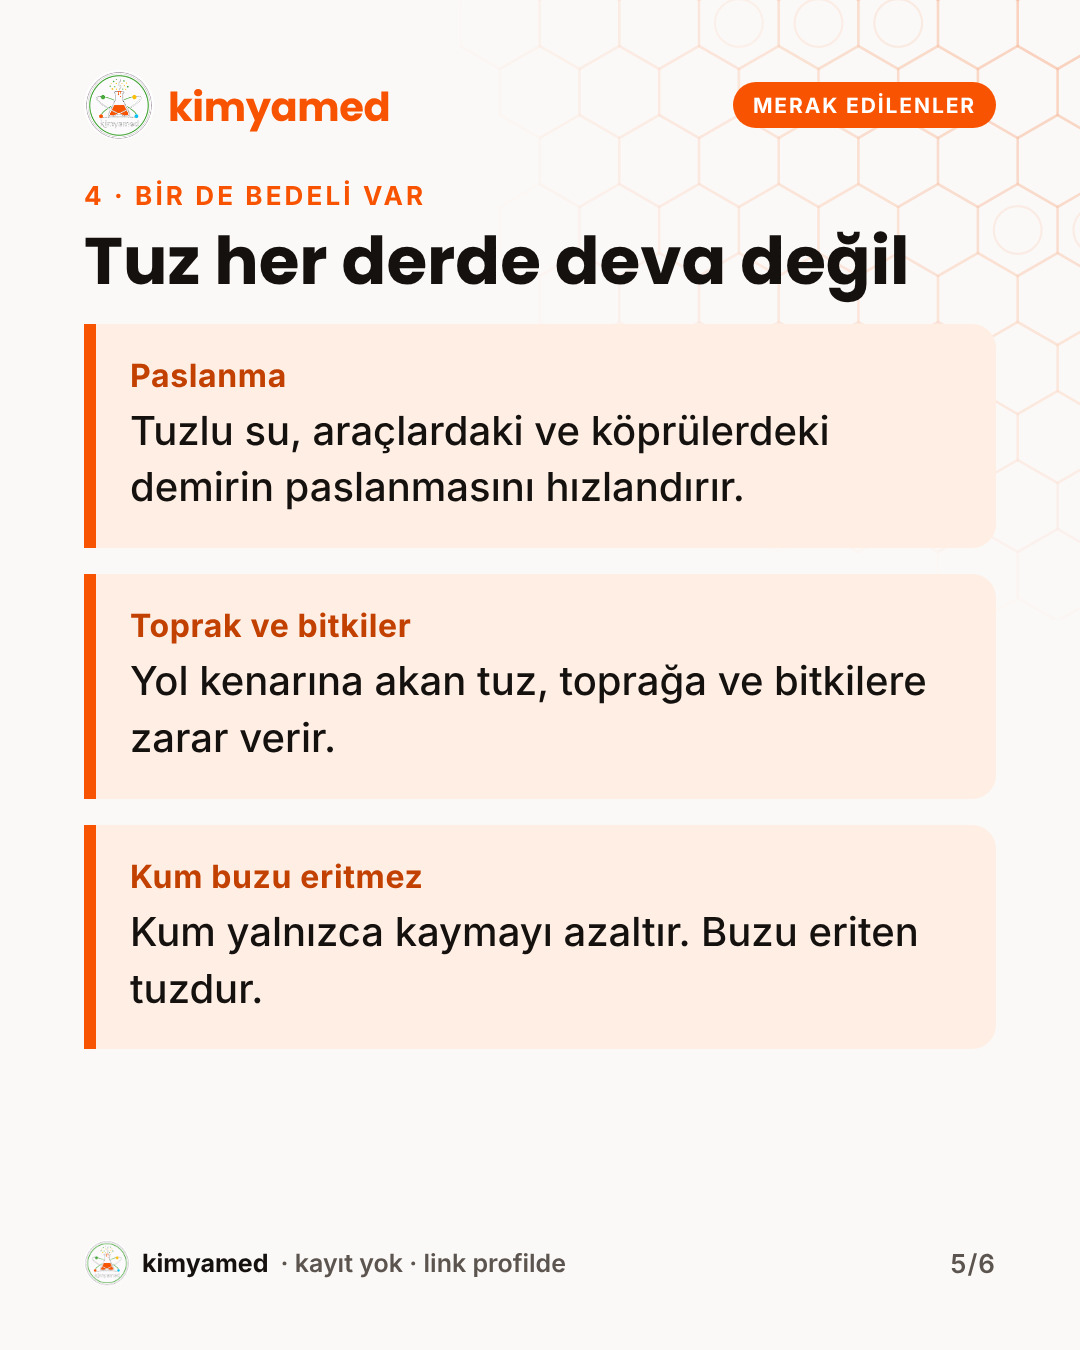 kimyamed
MERAK EDİLENLER
4 · BİR DE BEDELİ VAR
Tuz her derde deva değil
Paslanma
Tuzlu su, araçlardaki ve köprülerdeki
demirin paslanmasını hızlandırır.
Toprak ve bitkiler
Yol kenarına akan tuz, toprağa ve bitkilere
zarar verir.
Kum buzu eritmez
Kum yalnızca kaymayı azaltır. Buzu eriten
tuzdur.
kimyamed · kayıt yok · link profilde
5/6